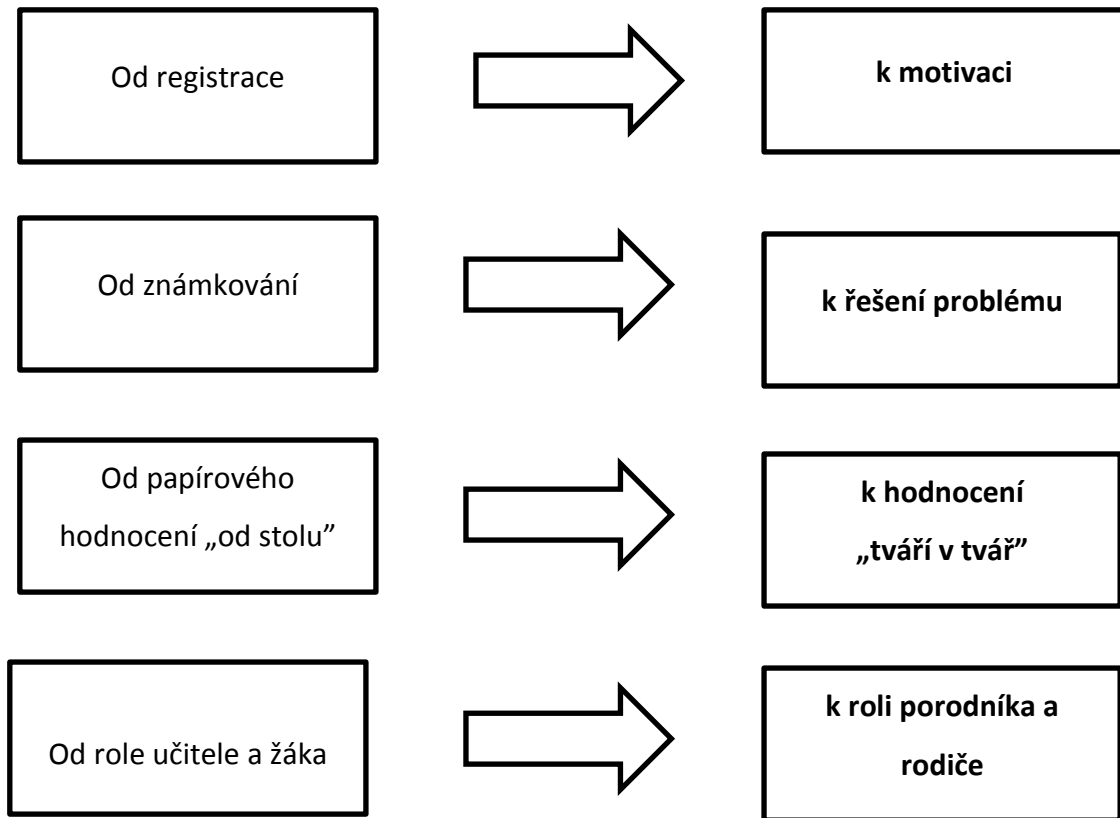 Od registrace
k motivaci
Od známkování
k řešení problému
Od papírového
hodnocení „od stolu”
k hodnocení
„tváří v tvář”
Od role učitele a žáka
k roli porodníka a
rodiče